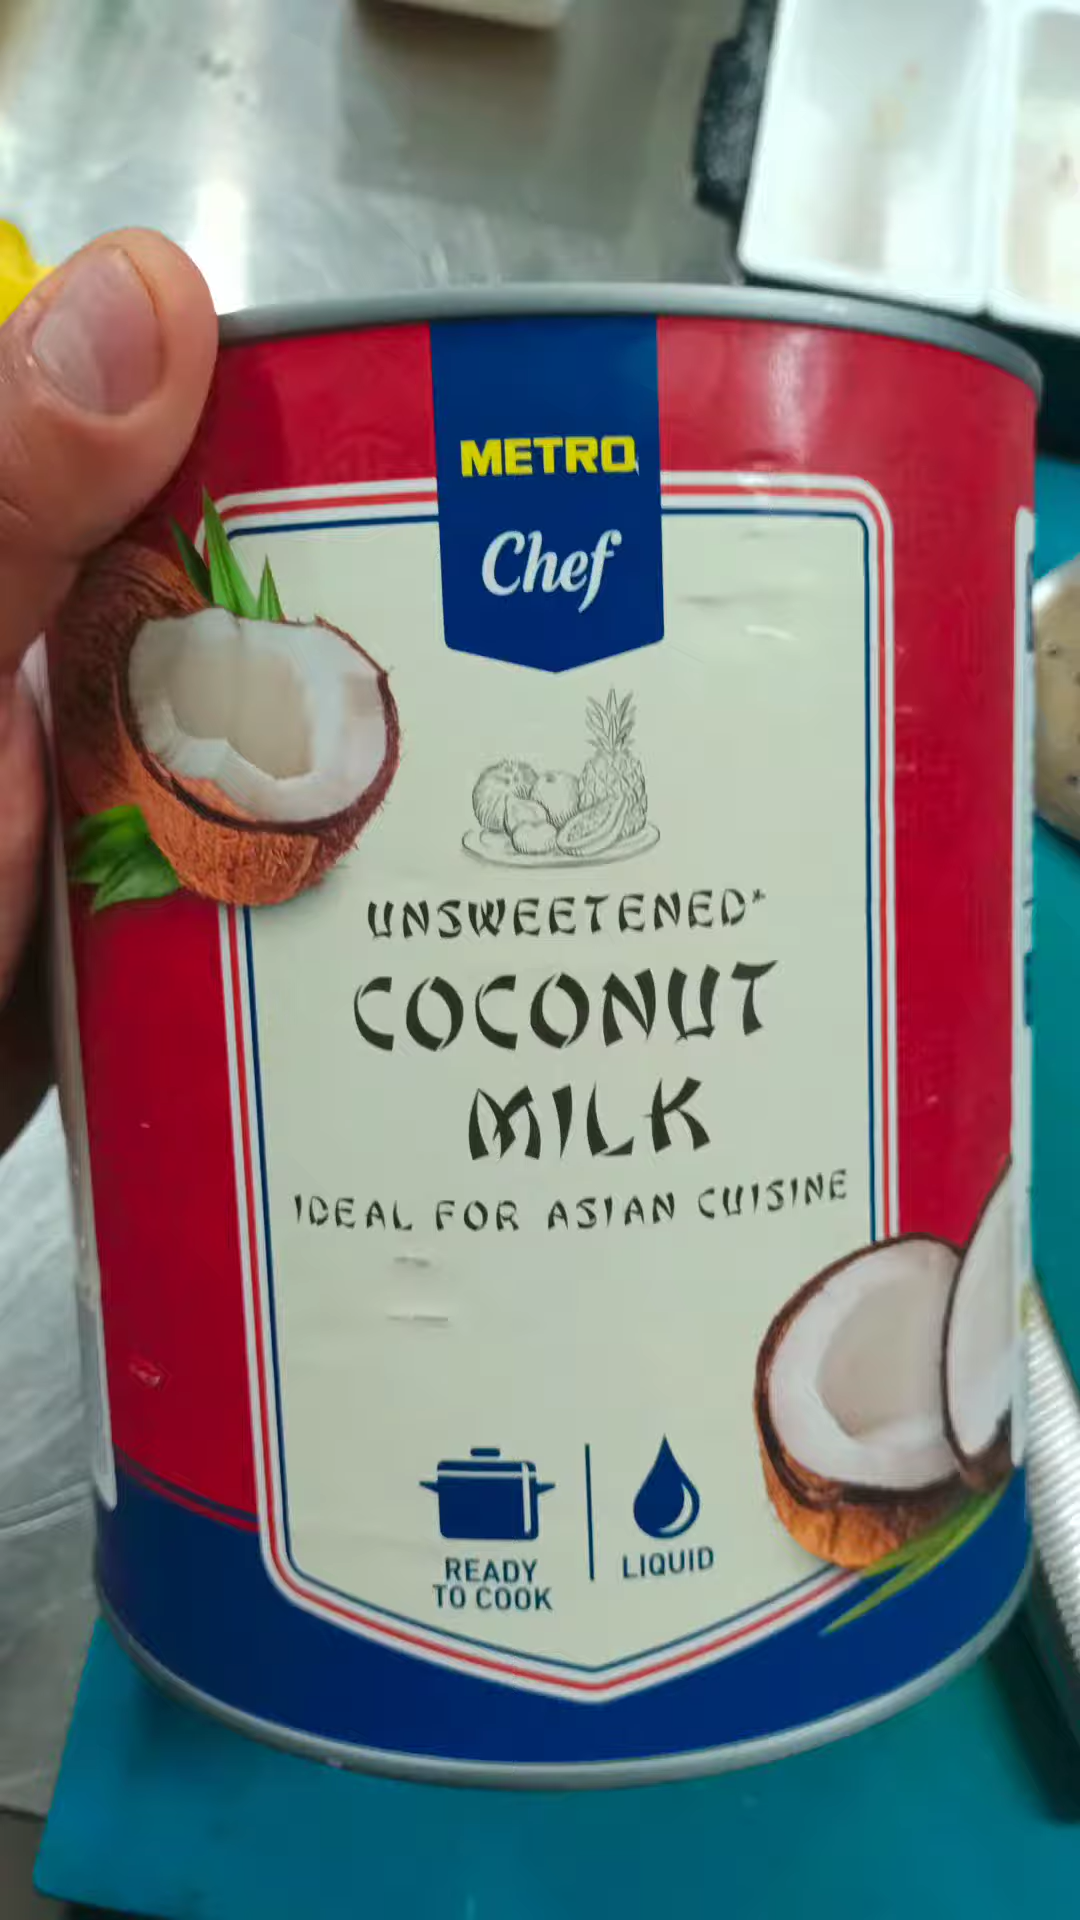 METRO
Chef
UNSWEETENED*
COCONUT
MILK
IDEAL FOR ASIAN CUISINE
READY
TO COOK
LIQUID